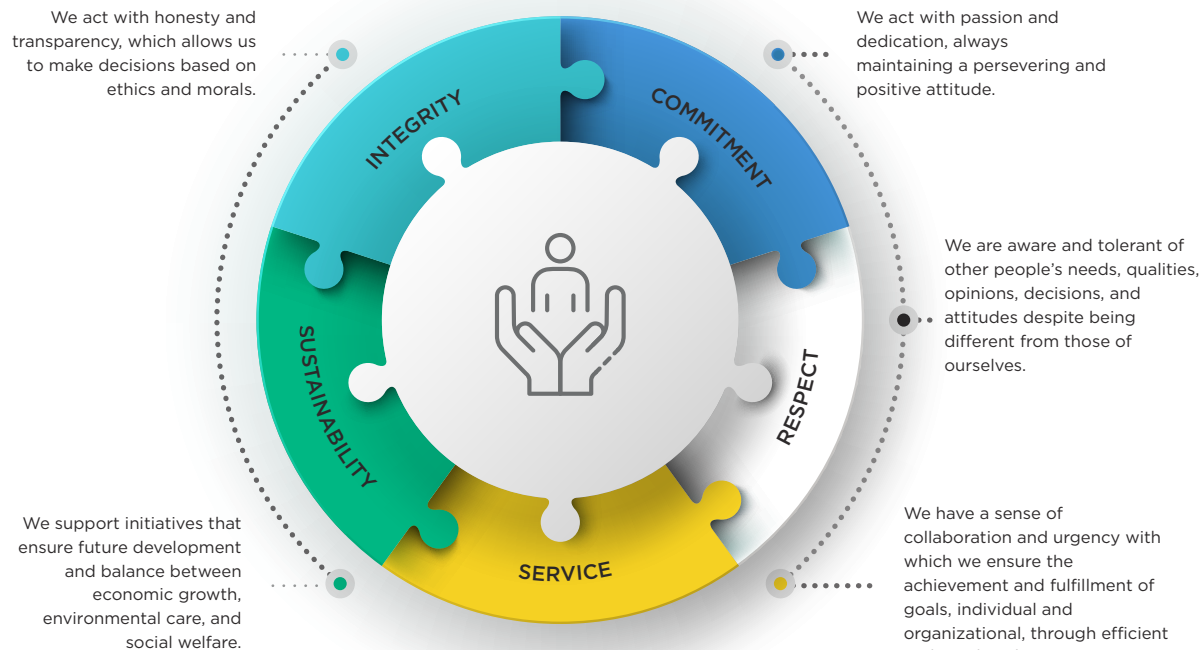 We act with honesty and
transparency, which allows us
to make decisions based on
ethics and morals.
We act with passion and
dedication, always
maintaining a persevering and
positive attitude.
INTEGRITY
COMMITMENT
We are aware and tolerant of
other people’s needs, qualities,
opinions, decisions, and
attitudes despite being
different from those of
ourselves.
SUSTAINABILITY
RESPECT
SERVICE
We support initiatives that
ensure future development
and balance between
economic growth,
environmental care, and
social welfare.
We have a sense of
collaboration and urgency with
which we ensure the
achievement and fulfillment of
goals, individual and
organizational, through efficient